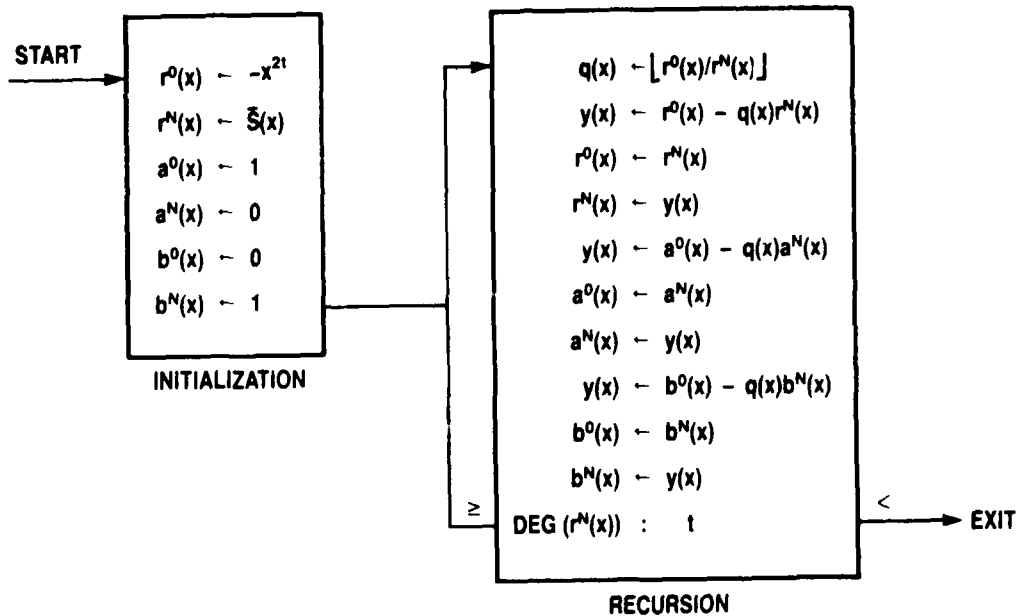 START
r⁰(x) ← -x²ᵗ
rᴺ(x) ← S̄(x)
a⁰(x) ← 1
aᴺ(x) ← 0
b⁰(x) ← 0
bᴺ(x) ← 1
INITIALIZATION
q(x) ← ⌊r⁰(x)/rᴺ(x)⌋
y(x) ← r⁰(x) − q(x)rᴺ(x)
r⁰(x) ← rᴺ(x)
rᴺ(x) ← y(x)
y(x) ← a⁰(x) − q(x)aᴺ(x)
a⁰(x) ← aᴺ(x)
aᴺ(x) ← y(x)
y(x) ← b⁰(x) − q(x)bᴺ(x)
b⁰(x) ← bᴺ(x)
bᴺ(x) ← y(x)
≥ DEG (rᴺ(x)) : t <
EXIT
RECURSION